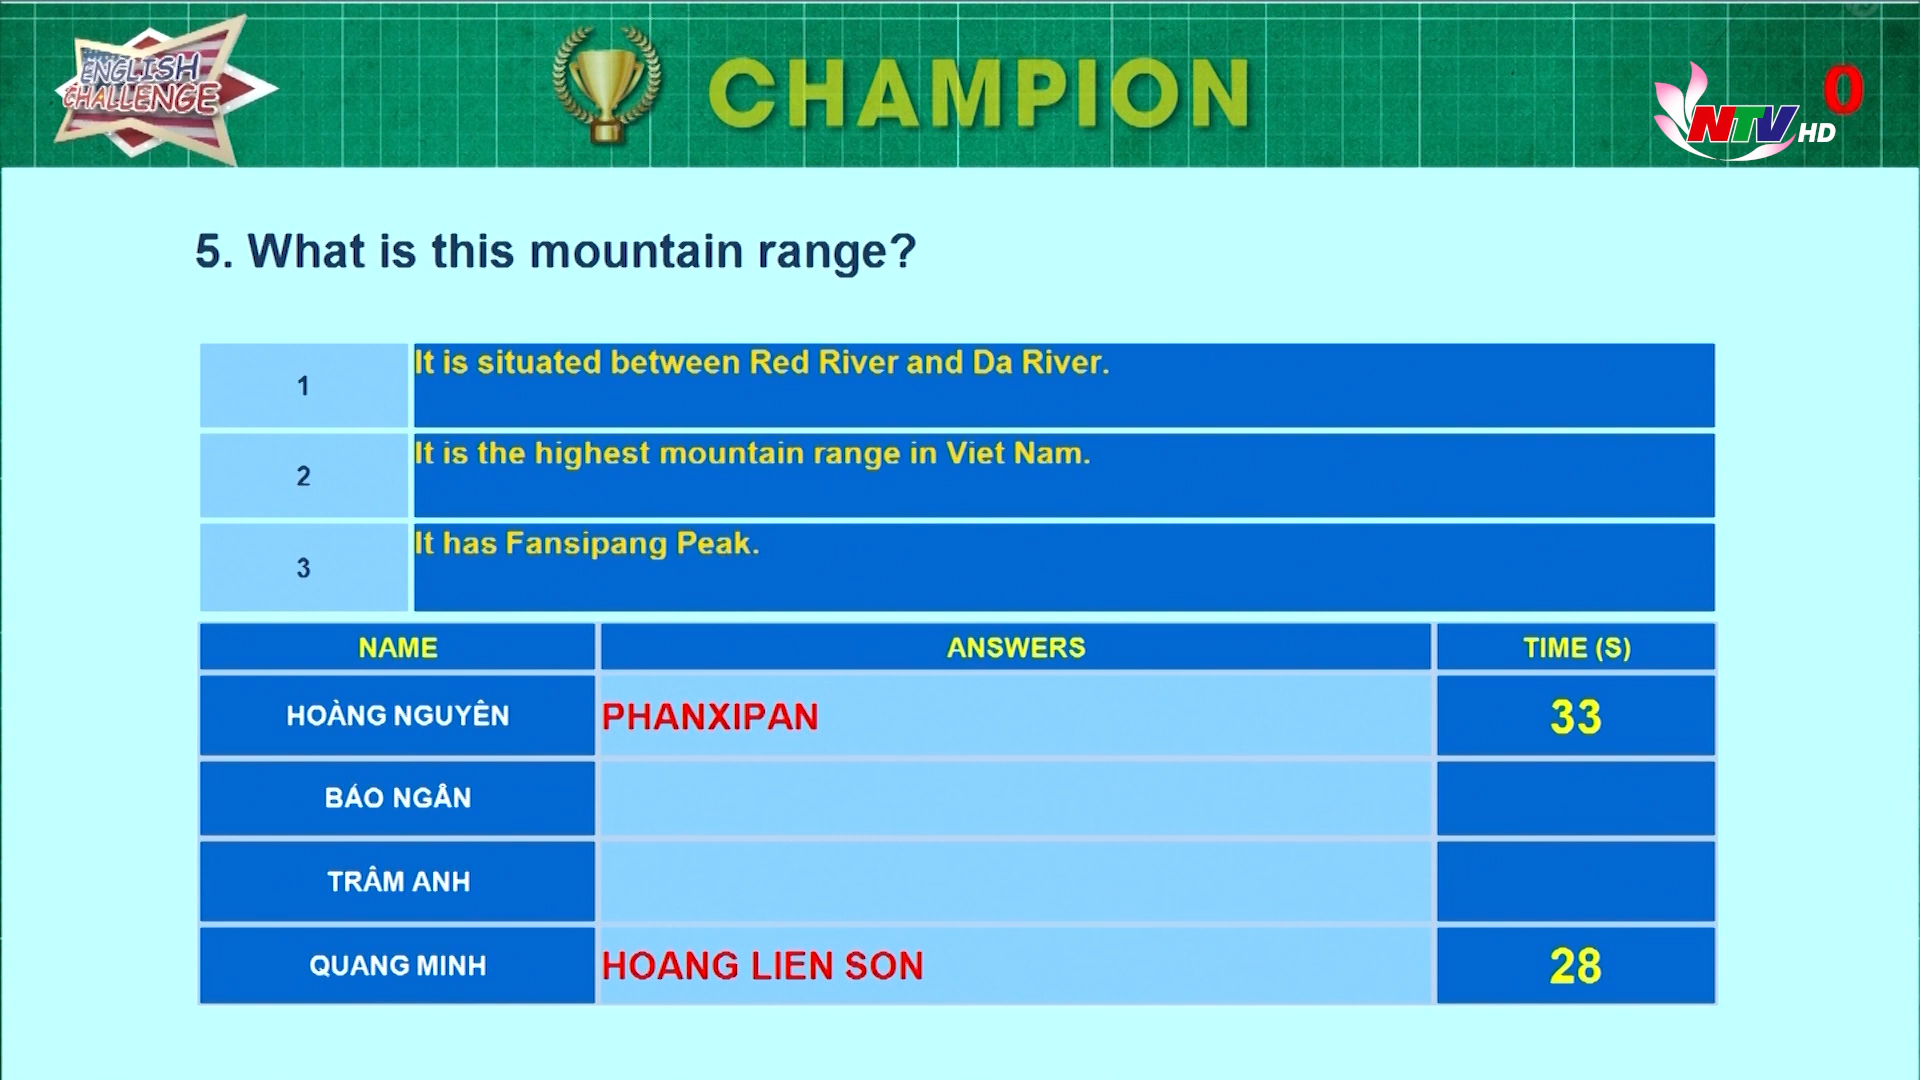 ENGLISH
CHALLENGE
CHAMPION
0
NTV HD
5. What is this mountain range?
1 It is situated between Red River and Da River.
2 It is the highest mountain range in Viet Nam.
3 It has Fansipang Peak.
NAME ANSWERS TIME (S)
HOÀNG NGUYÊN PHANXIPAN 33
BẢO NGÂN
TRÂM ANH
QUANG MINH HOANG LIEN SON 28